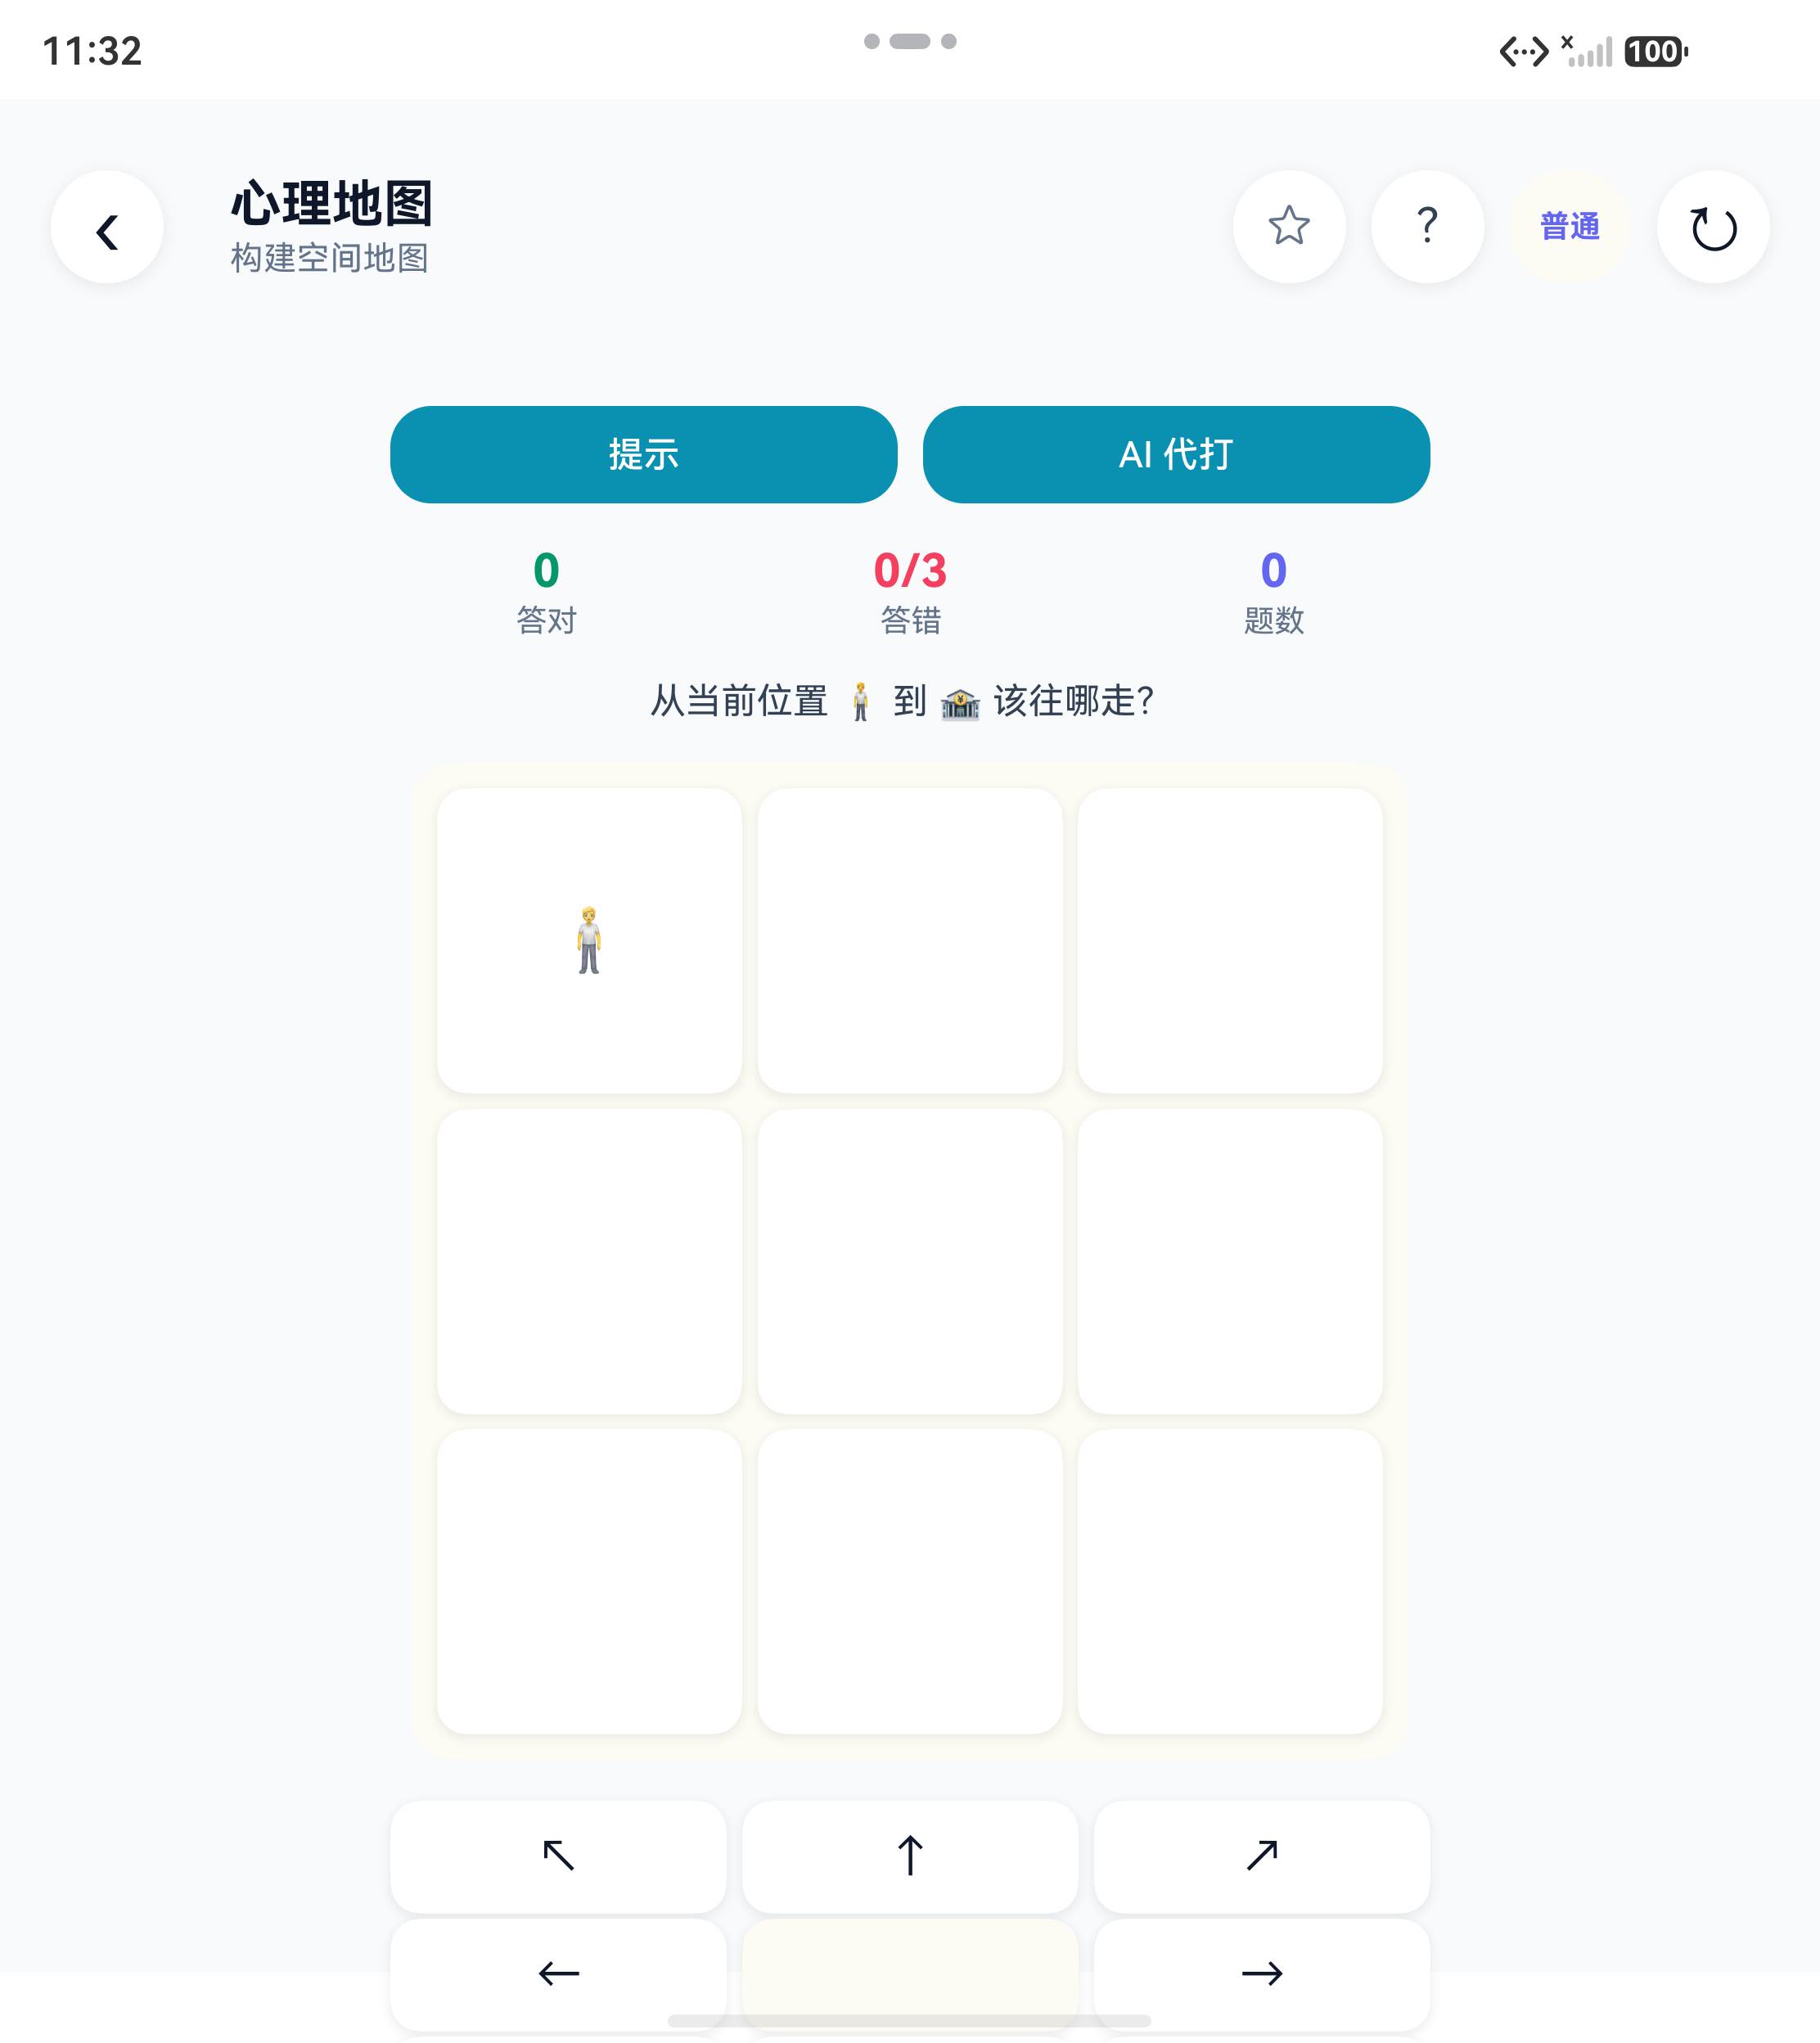 11:32
100
心理地图
构建空间地图
?
普通
提示
AI 代打
0
0/3
0
答对
答错
题数
从当前位置 🧍 到 🏦 该往哪走?
↖ ↑ ↗
← →